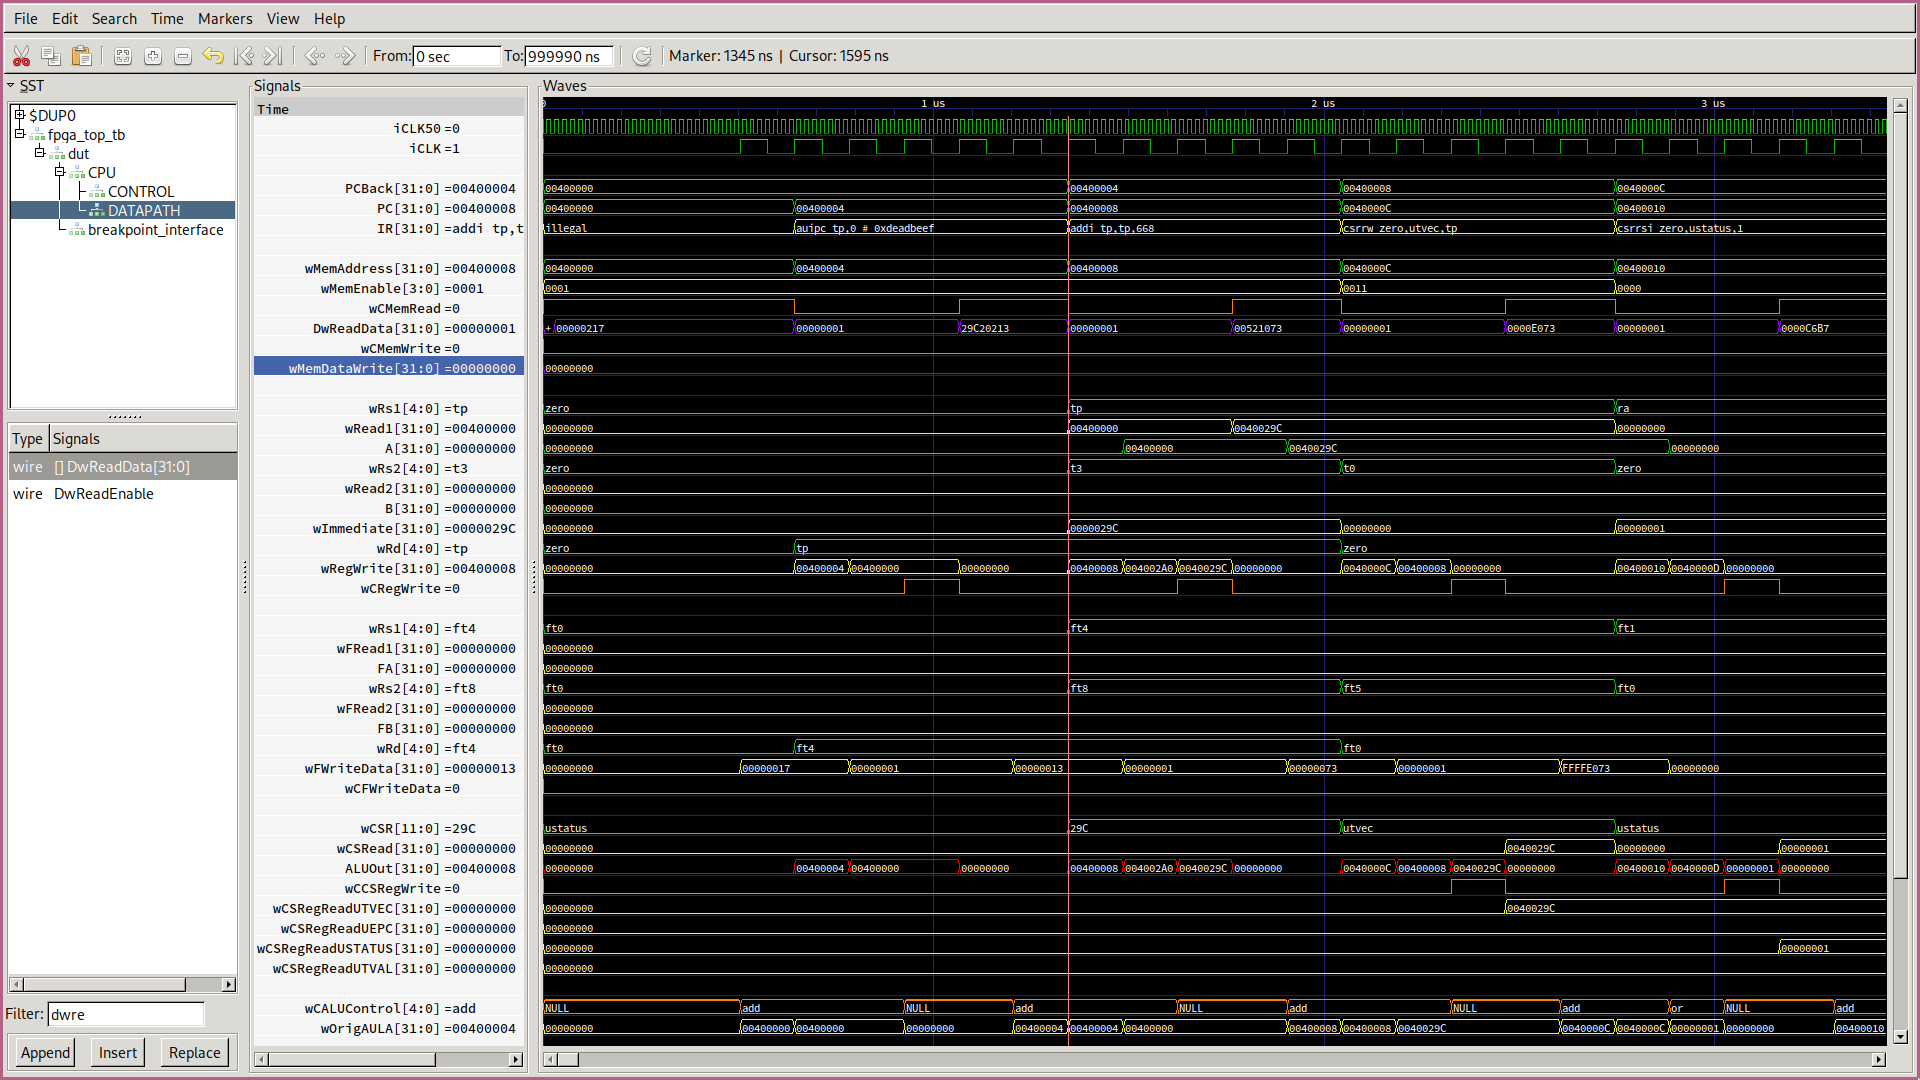 File Edit Search Time Markers View Help
From: 0 sec To: 999990 ns Marker: 1345 ns | Cursor: 1595 ns
SST
$DUP0
fpga_top_tb
dut
CPU
CONTROL
DATAPATH
breakpoint_interface
Type Signals
wire [] DwReadData[31:0]
wire DwReadEnable
Filter: dwre
Append Insert Replace
Signals
Waves
Time
0 1 us 2 us 3 us
iCLK50 =0
iCLK =1
PCBack[31:0] =00400004 00400000 00400004 00400008 0040000C
PC[31:0] =00400008 00400000 00400004 00400008 0040000C 00400010
IR[31:0] =addi tp,t illegal auipc tp,0 # 0xdeadbeef addi tp,tp,668 csrrw zero,utvec,tp csrrsi zero,ustatus,1
wMemAddress[31:0] =00400008 00400000 00400004 00400008 0040000C 00400010
wMemEnable[3:0] =0001 0001 0011 0000
wCMemRead =0
DwReadData[31:0] =00000001 + 00000217 00000001 29C20213 00000001 00521073 00000001 0000E073 00000001 0000C6B7
wCMemWrite =0
wMemDataWrite[31:0] =00000000 00000000
wRs1[4:0] =tp zero tp ra
wRead1[31:0] =00400000 00000000 00400000 0040029C 00000000
A[31:0] =00000000 00000000 00400000 0040029C 00000000
wRs2[4:0] =t3 zero t3 t0 zero
wRead2[31:0] =00000000 00000000
B[31:0] =00000000 00000000
wImmediate[31:0] =0000029C 00000000 0000029C 00000000 00000001
wRd[4:0] =tp zero tp zero
wRegWrite[31:0] =00400008 00000000 00400004 00400000 00000000 00400008 004002A0 0040029C 00000000 0040000C 00400008 00000000 00400010 0040000D 00000000
wCRegWrite =0
wRs1[4:0] =ft4 ft0 ft4 ft1
wFRead1[31:0] =00000000 00000000
FA[31:0] =00000000 00000000
wRs2[4:0] =ft8 ft0 ft8 ft5 ft0
wFRead2[31:0] =00000000 00000000
FB[31:0] =00000000 00000000
wRd[4:0] =ft4 ft0 ft4 ft0
wFWriteData[31:0] =00000013 00000000 00000017 00000001 00000013 00000001 00000073 00000001 FFFFE073 00000000
wCFWriteData =0
wCSR[11:0] =29C ustatus 29C utvec ustatus
wCSRead[31:0] =00000000 00000000 0040029C 00000000 00000001
ALUOut[31:0] =00400008 00000000 00400004 00400000 00000000 00400008 004002A0 0040029C 00000000 0040000C 00400008 0040029C 00000000 00400010 0040000D 00000001 00000000
wCCSRegWrite =0
wCSRegReadUTVEC[31:0] =00000000 00000000 0040029C
wCSRegReadUEPC[31:0] =00000000 00000000
wCSRegReadUSTATUS[31:0] =00000000 00000000 00000001
wCSRegReadUTVAL[31:0] =00000000 00000000
wCALUControl[4:0] =add NULL add NULL add NULL add NULL add or NULL add
wOrigAULA[31:0] =00400004 00000000 00400000 00400000 00000000 00400004 00400004 00400000 00400008 00400008 0040029C 0040000C 0040000C 00000001 00000000 00400010